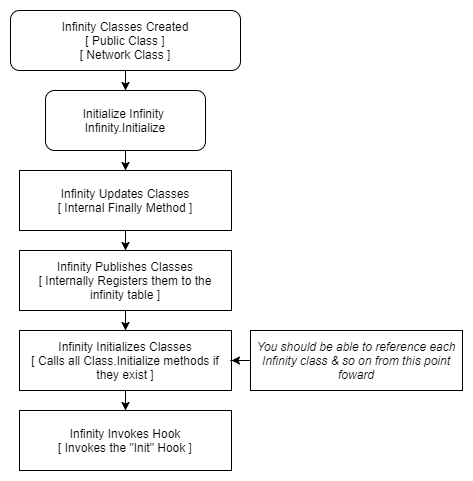 Infinity Classes Created
[ Public Class ]
[ Network Class ]
Initialize Infinity
Infinity.Initialize
Infinity Updates Classes
[ Internal Finally Method ]
Infinity Publishes Classes
[ Internally Registers them to the
infinity table ]
Infinity Initializes Classes
[ Calls all Class.Initialize methods if
they exist ]
You should be able to reference each
Infinity class & so on from this point
foward
Infinity Invokes Hook
[ Invokes the "Init" Hook ]